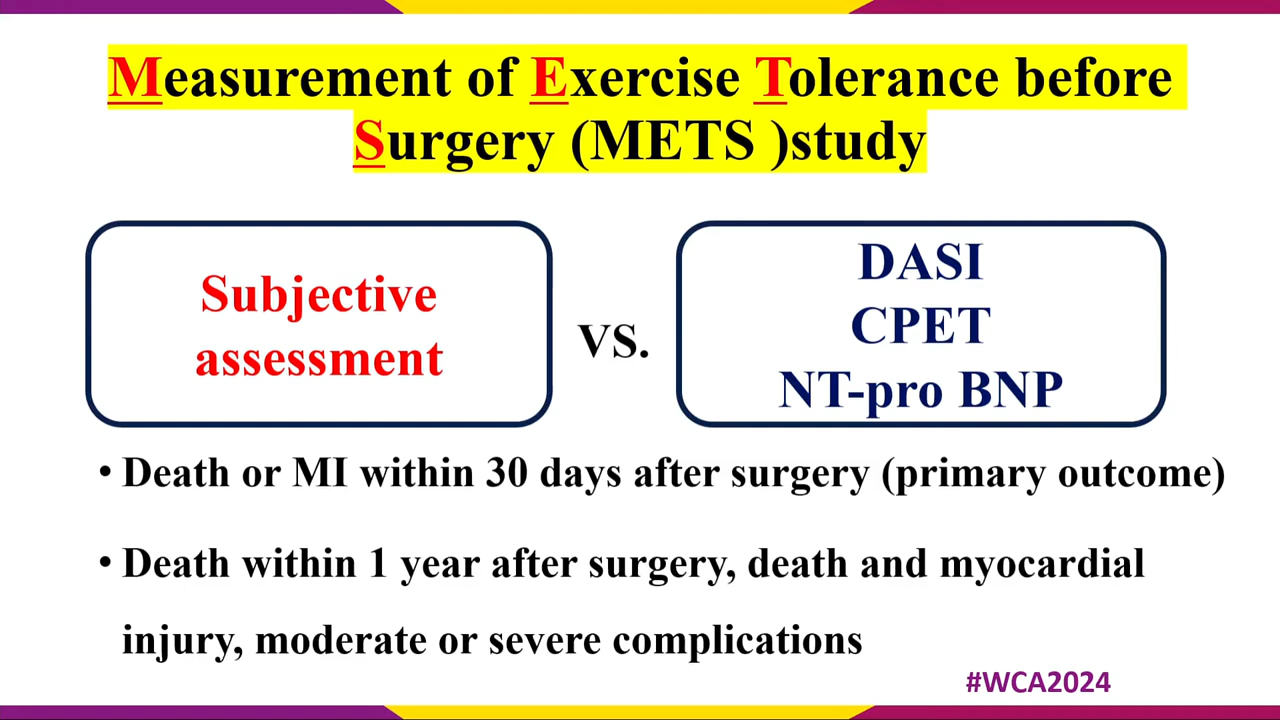 Measurement of Exercise Tolerance before
Surgery (METS )study
Subjective
assessment
VS.
DASI
CPET
NT-pro BNP
• Death or MI within 30 days after surgery (primary outcome)
• Death within 1 year after surgery, death and myocardial
injury, moderate or severe complications
#WCA2024